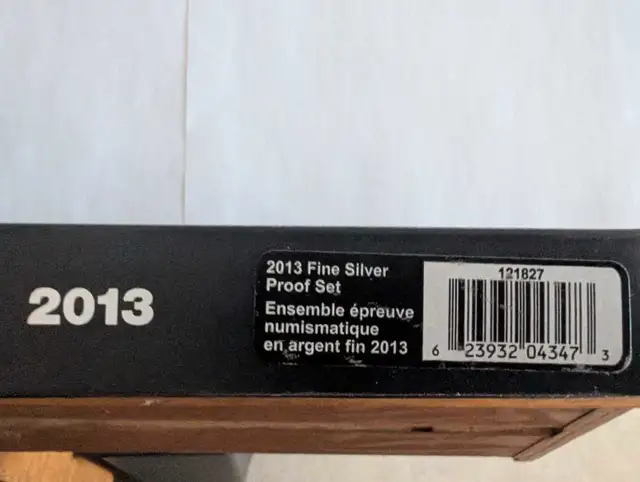 2013
2013 Fine Silver
Proof Set
Ensemble épreuve
numismatique
en argent fin 2013
121827
6 23932 04347 3